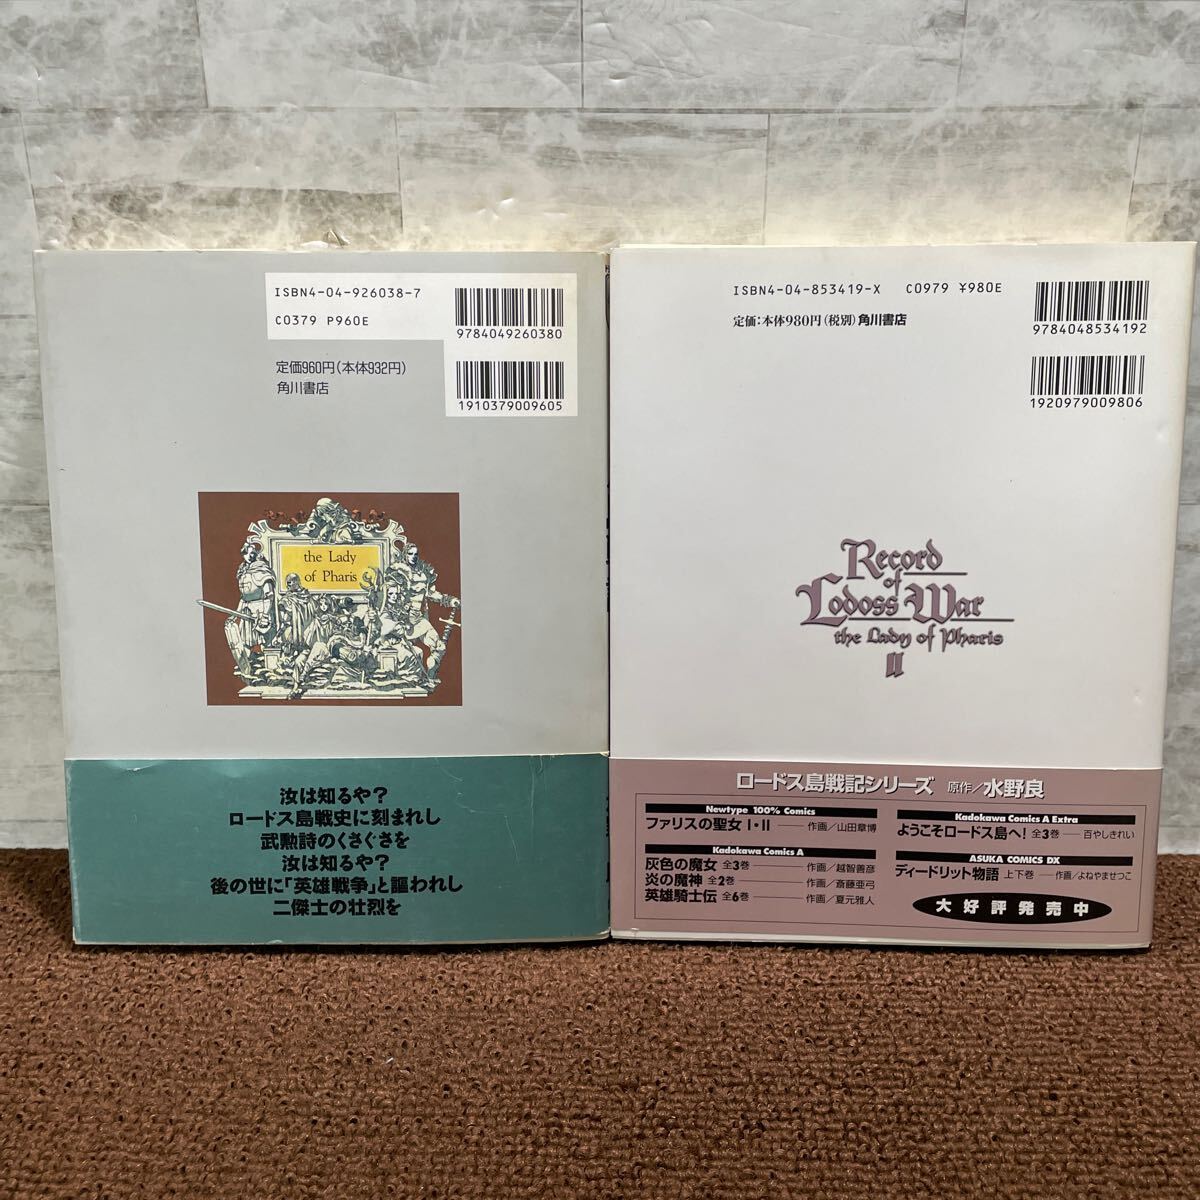 ISBN4-04-926038-7
C0379 P960E
9784049260380
定価960円(本体932円)
角川書店
1910379009605
the Lady
of Pharis
汝は知るや?
ロードス島戦史に刻まれし
武勲詩のくさぐさを
汝は知るや?
後の世に「英雄戦争」と謳われし
二傑士の壮烈を
ISBN4-04-853419-X C0979 ¥980E
定価:本体980円(税別)角川書店
9784048534192
1920979009806
Record
of
Lodoss War
the Lady of Pharis
II
ロードス島戦記シリーズ 原作/水野良
Newtype 100% Comics
ファリスの聖女 I・II ── 作画/山田章博
Kadokawa Comics A
灰色の魔女 全3巻 ── 作画/越智善彦
炎の魔神 全2巻 ── 作画/斎藤亜弓
英雄騎士伝 全6巻 ── 作画/夏元雅人
Kadokawa Comics A Extra
ようこそロードス島へ! 全3巻 ─ 百やしきれい
ASUKA COMICS DX
ディードリット物語 上下巻 ─ 作画/よねやませつこ
大好評発売中